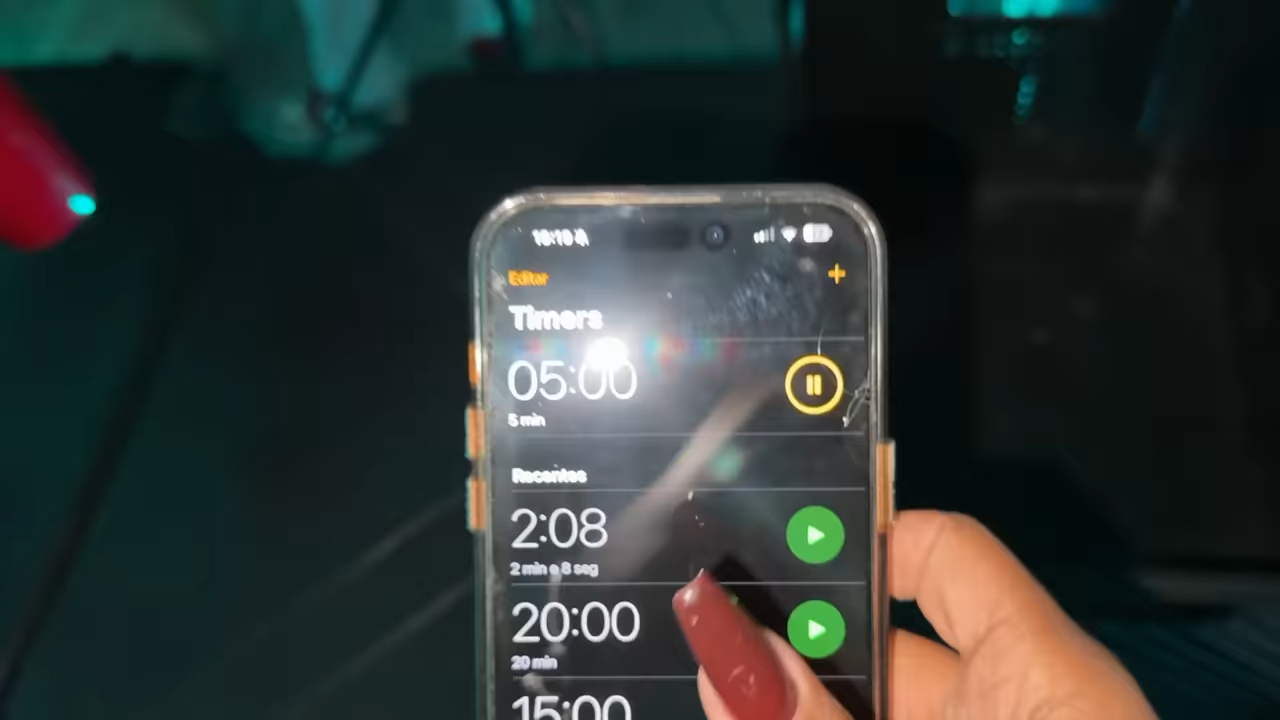 Editar
+
Timers
05:00
5 min
Recentes
2:08
2 min e 8 seg
20:00
20 min
15:00